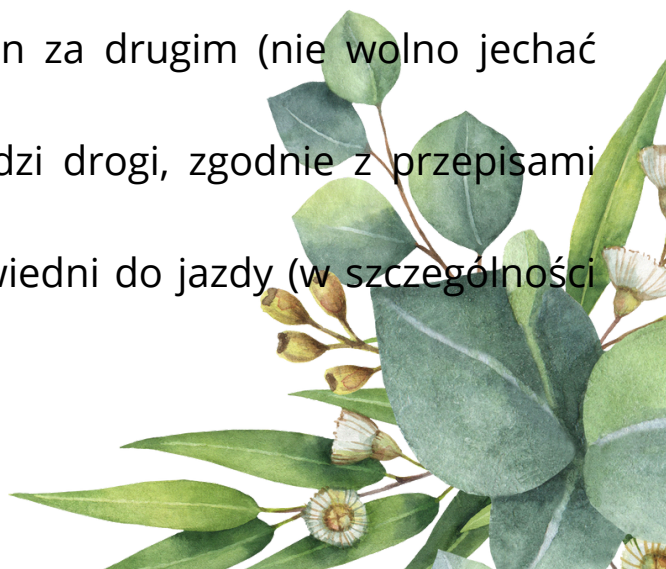 n za drugim (nie wolno jechać
dzi drogi, zgodnie z przepisami
wiedni do jazdy (w szczególności